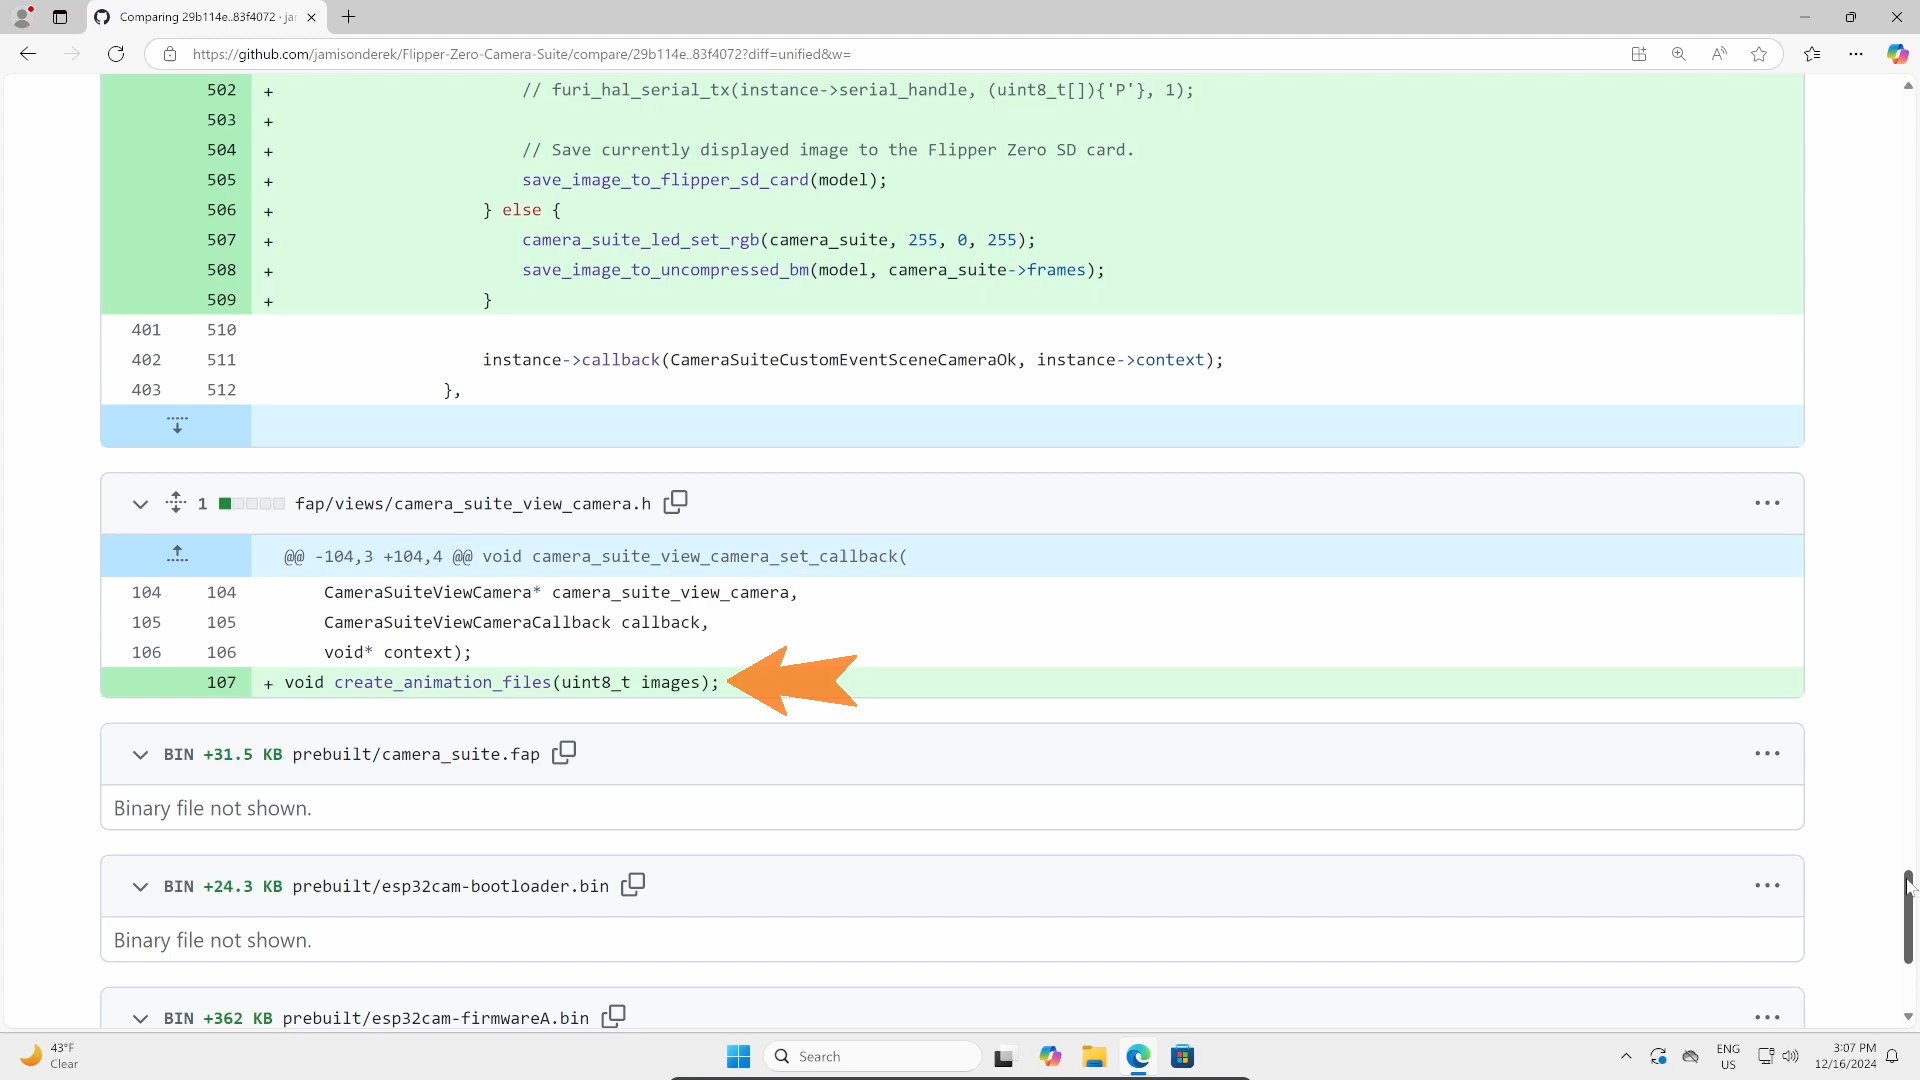 Comparing 29b114e..83f4072 · ja
https://github.com/jamisonderek/Flipper-Zero-Camera-Suite/compare/29b114e..83f4072?diff=unified&w=
502 + // furi_hal_serial_tx(instance->serial_handle, (uint8_t[]){'P'}, 1);
503 +
504 + // Save currently displayed image to the Flipper Zero SD card.
505 + save_image_to_flipper_sd_card(model);
506 + } else {
507 + camera_suite_led_set_rgb(camera_suite, 255, 0, 255);
508 + save_image_to_uncompressed_bm(model, camera_suite->frames);
509 + }
401 510
402 511 instance->callback(CameraSuiteCustomEventSceneCameraOk, instance->context);
403 512 },
1 fap/views/camera_suite_view_camera.h
@@ -104,3 +104,4 @@ void camera_suite_view_camera_set_callback(
104 104 CameraSuiteViewCamera* camera_suite_view_camera,
105 105 CameraSuiteViewCameraCallback callback,
106 106 void* context);
107 + void create_animation_files(uint8_t images);
BIN +31.5 KB prebuilt/camera_suite.fap
Binary file not shown.
BIN +24.3 KB prebuilt/esp32cam-bootloader.bin
Binary file not shown.
BIN +362 KB prebuilt/esp32cam-firmwareA.bin
43°F
Clear
Search
ENG
US
3:07 PM
12/16/2024